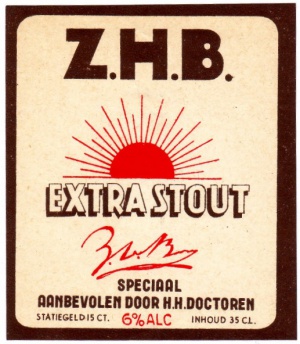 Z.H.B.
EXTRA STOUT
Z.H.B.
SPECIAAL
AANBEVOLEN DOOR H.H. DOCTOREN
STATIEGELD 15 CT. 6% ALC INHOUD 35 CL.